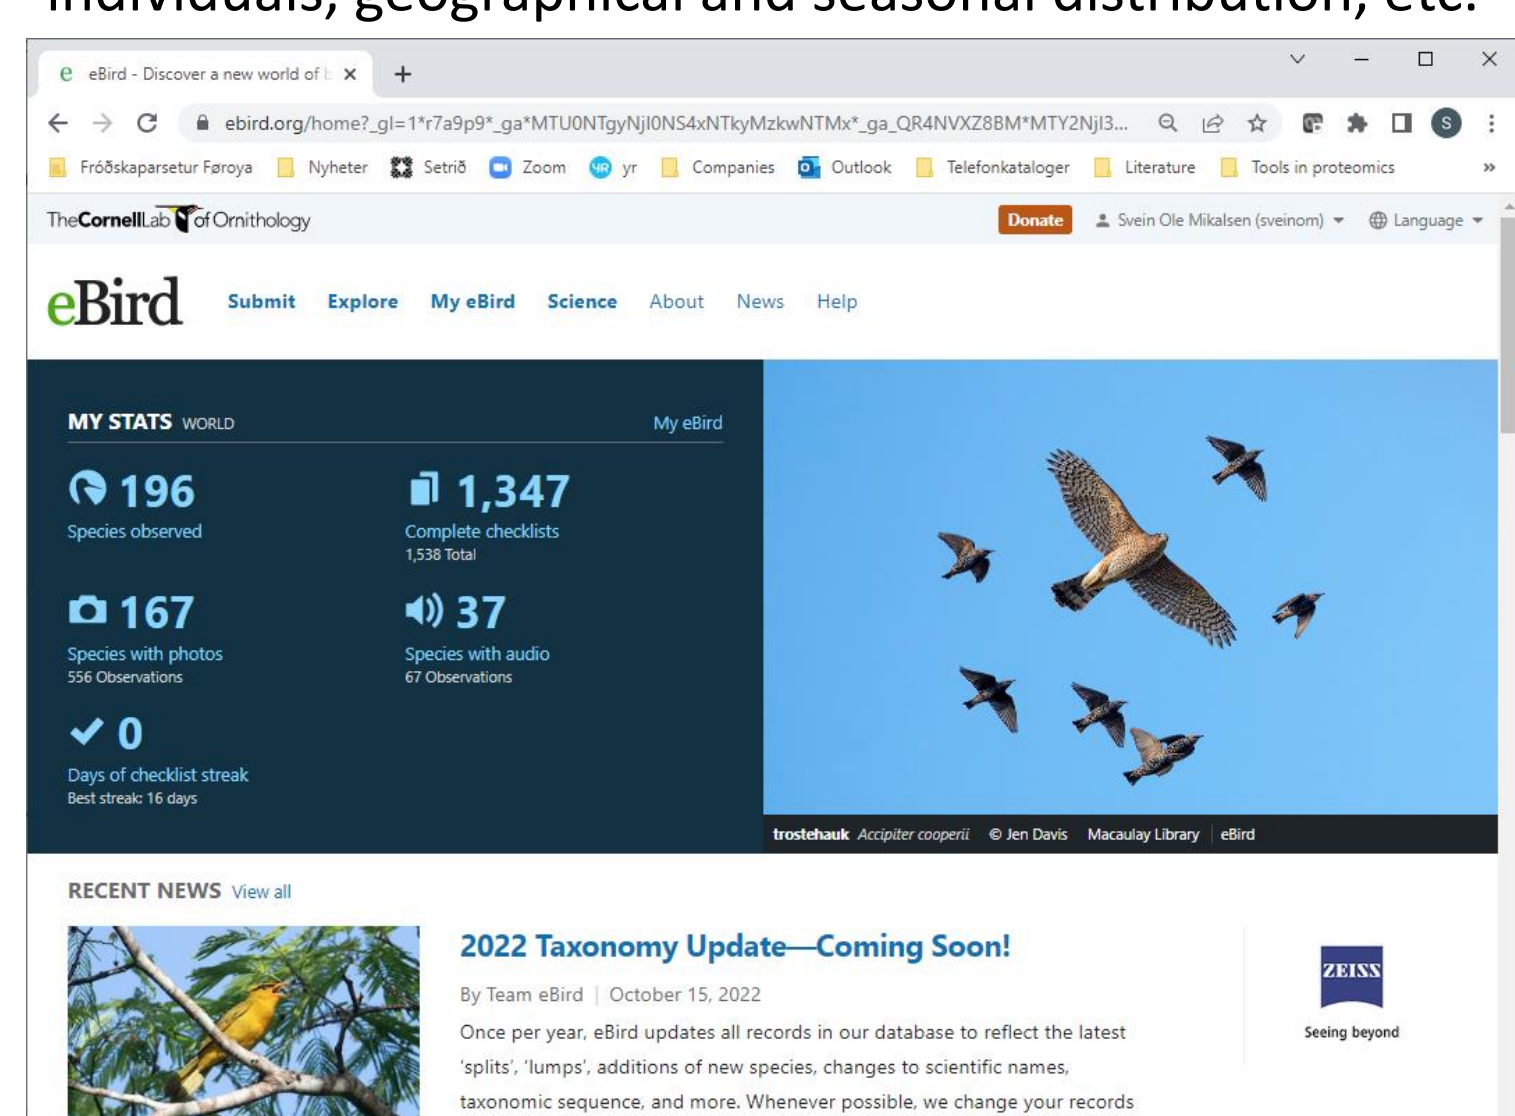 individuals, geographical and seasonal distribution, etc.
eBird - Discover a new world of b
ebird.org/home?_gl=1*r7a9p9*_ga*MTU0NTgyNjI0NS4xNTkyMzkwNTMx*_ga_QR4NVXZ8BM*MTY2NjI3...
S
Fróðskaparsetur Føroya Nyheter Setrið Zoom yr Companies Outlook Telefonkataloger Literature Tools in proteomics »
TheCornellLab of Ornithology Donate Svein Ole Mikalsen (sveinom) Language
eBird Submit Explore My eBird Science About News Help
MY STATS WORLD My eBird
196 1,347
Species observed Complete checklists
1,538 Total
167 37
Species with photos Species with audio
556 Observations 67 Observations
0
Days of checklist streak
Best streak: 16 days
trostehauk Accipiter cooperii © Jen Davis Macaulay Library eBird
RECENT NEWS View all
2022 Taxonomy Update—Coming Soon!
By Team eBird | October 15, 2022
Once per year, eBird updates all records in our database to reflect the latest
'splits', 'lumps', additions of new species, changes to scientific names,
taxonomic sequence, and more. Whenever possible, we change your records
ZEISS
Seeing beyond